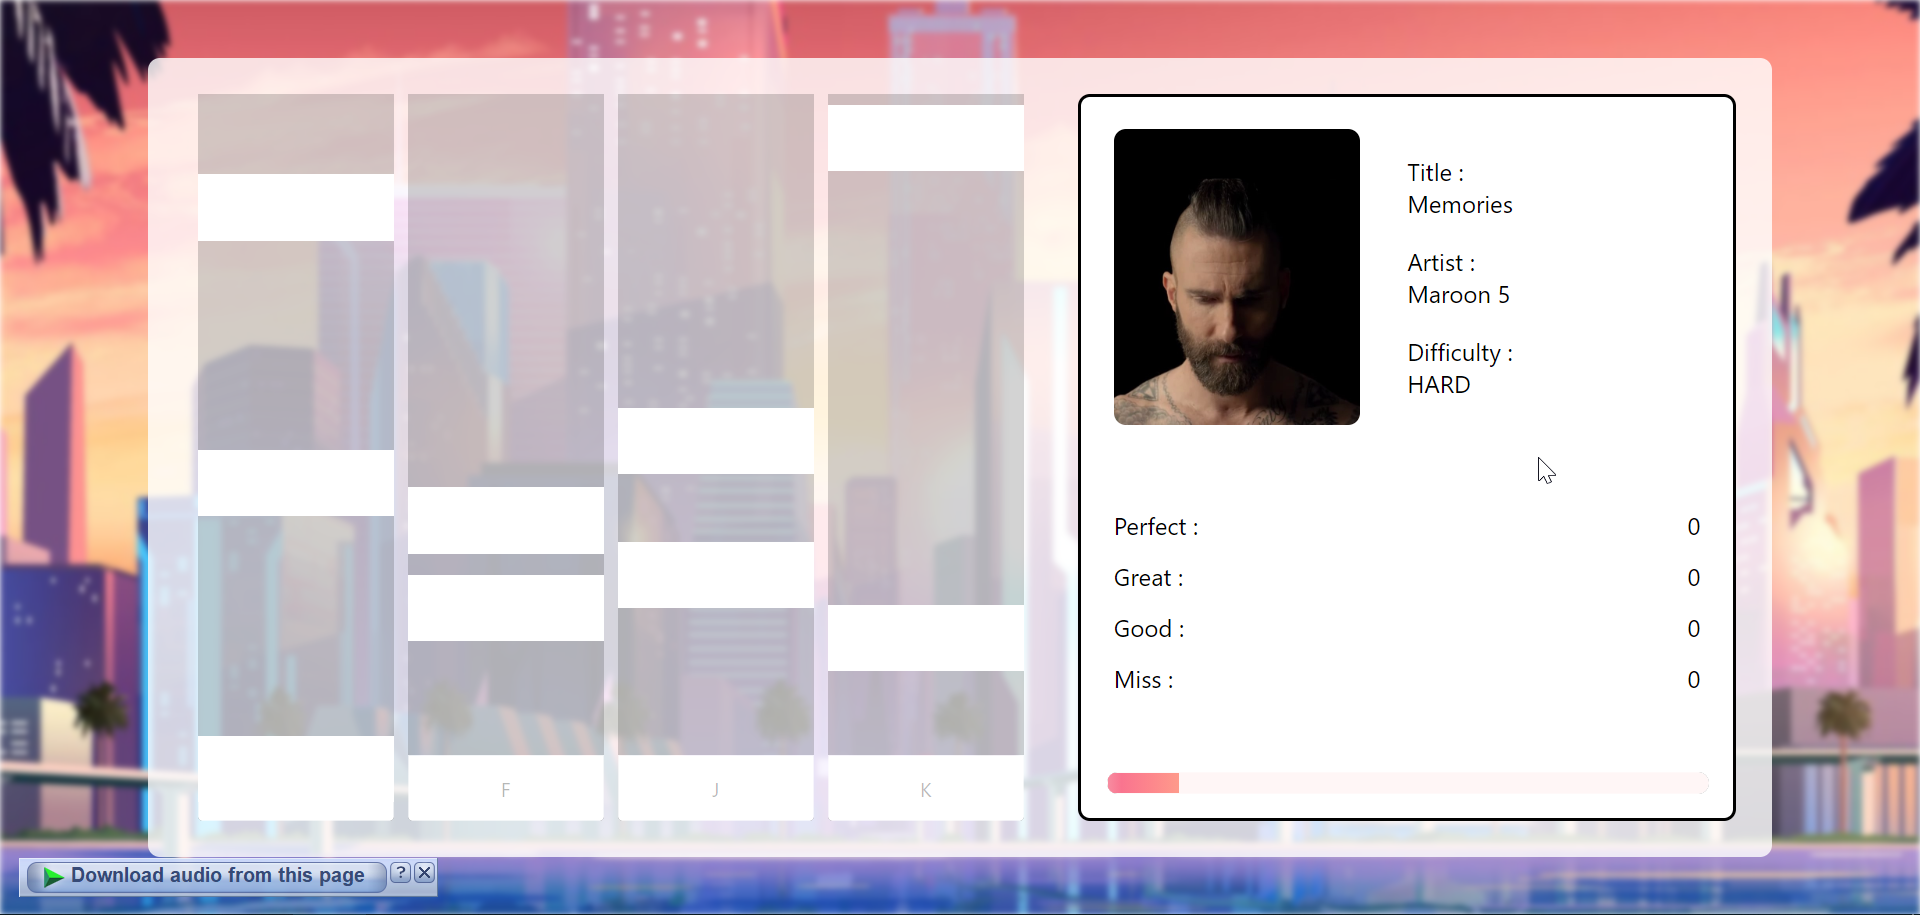 Title :
Memories
Artist :
Maroon 5
Difficulty :
HARD
Perfect : 0
Great : 0
Good : 0
Miss : 0
F J K
Download audio from this page ?